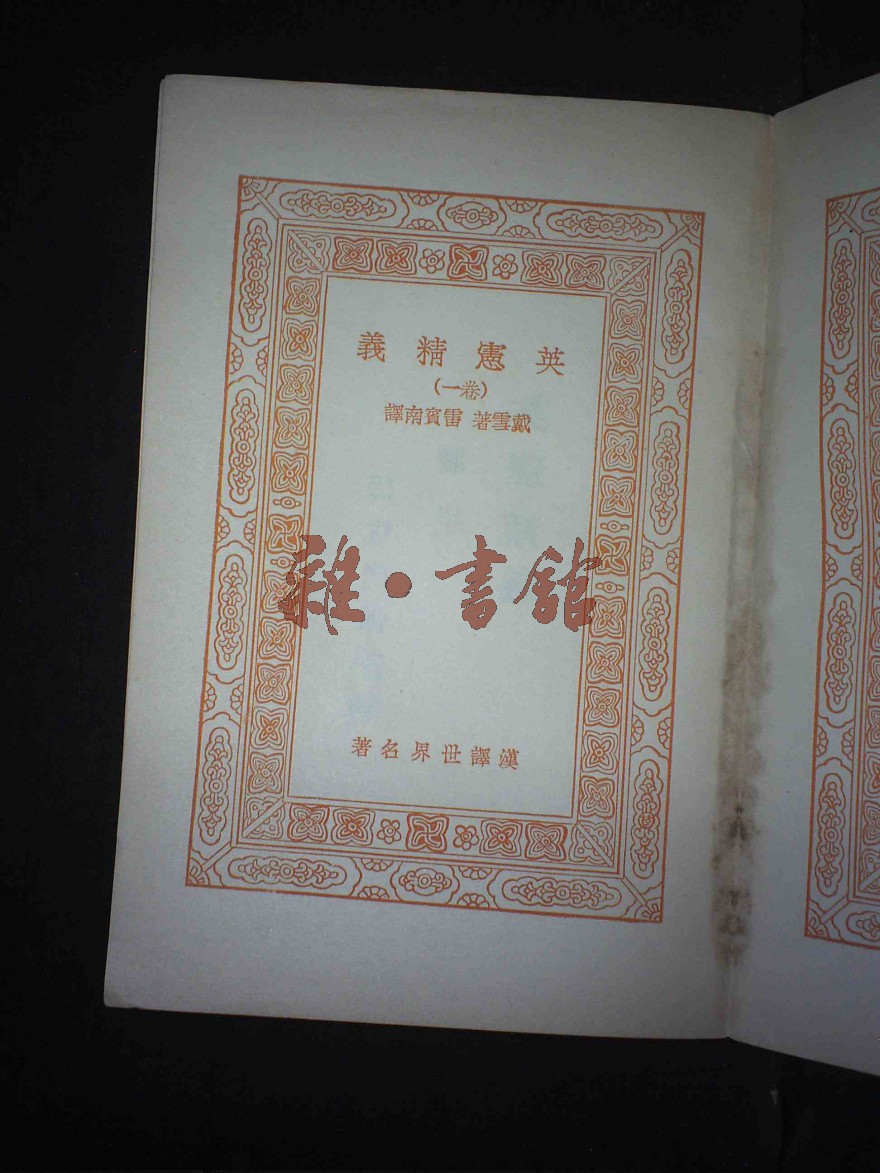 英憲精義
(卷一)
戴雪著 雷賓南譯
雜·書館
漢譯世界名著